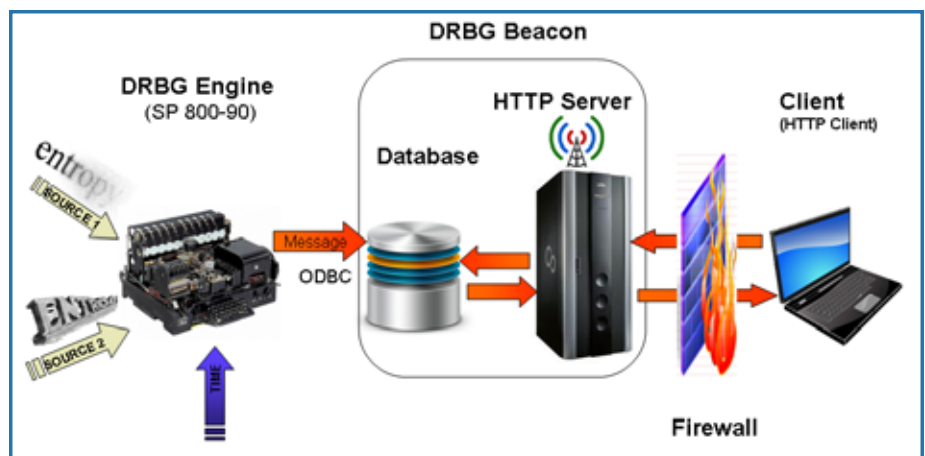 DRBG Beacon
DRBG Engine
(SP 800-90)
HTTP Server
Client
(HTTP Client)
Database
entropy
SOURCE 1
Message
ODBC
SOURCE 2
TIME
Firewall